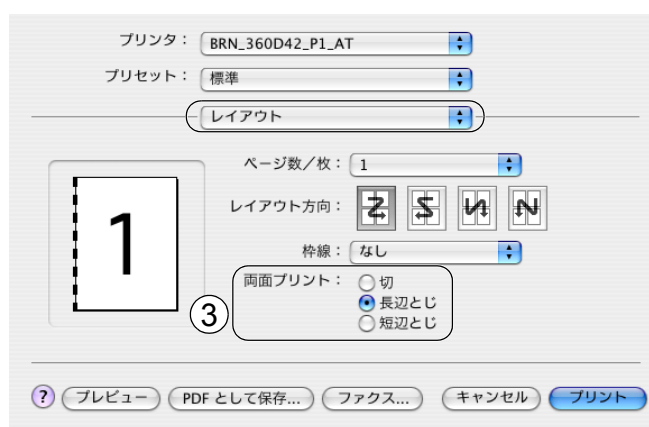 プリンタ： BRN_360D42_P1_AT
プリセット： 標準
レイアウト
ページ数／枚： 1
レイアウト方向：
枠線： なし
両面プリント： 切
長辺とじ
短辺とじ
1
3
? プレビュー PDF として保存... ファクス... キャンセル プリント